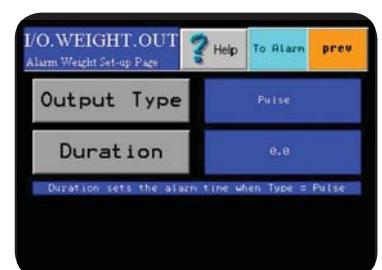 I/O.WEIGHT.OUT
Alarm Weight Set-up Page
? Help
To Alarm
prev
Output Type
Pulse
Duration
0.0
Duration sets the alarm time when Type = Pulse